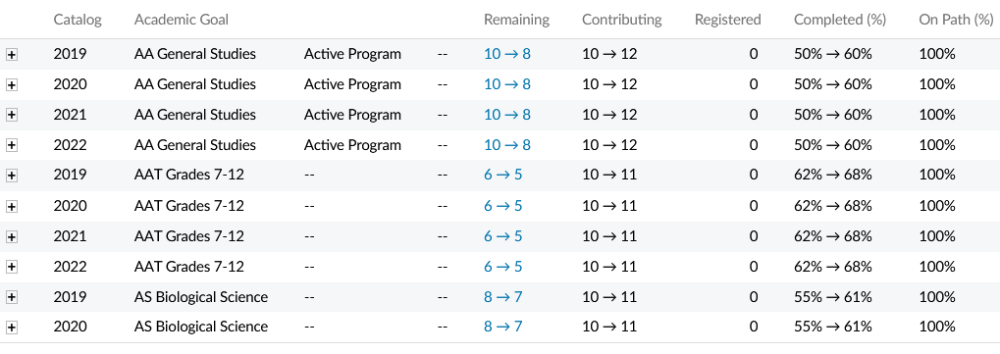 Catalog Academic Goal Remaining Contributing Registered Completed (%) On Path (%)
2019 AA General Studies Active Program -- 10 → 8 10 → 12 0 50% → 60% 100%
2020 AA General Studies Active Program -- 10 → 8 10 → 12 0 50% → 60% 100%
2021 AA General Studies Active Program -- 10 → 8 10 → 12 0 50% → 60% 100%
2022 AA General Studies Active Program -- 10 → 8 10 → 12 0 50% → 60% 100%
2019 AAT Grades 7-12 -- -- 6 → 5 10 → 11 0 62% → 68% 100%
2020 AAT Grades 7-12 -- -- 6 → 5 10 → 11 0 62% → 68% 100%
2021 AAT Grades 7-12 -- -- 6 → 5 10 → 11 0 62% → 68% 100%
2022 AAT Grades 7-12 -- -- 6 → 5 10 → 11 0 62% → 68% 100%
2019 AS Biological Science -- -- 8 → 7 10 → 11 0 55% → 61% 100%
2020 AS Biological Science -- -- 8 → 7 10 → 11 0 55% → 61% 100%